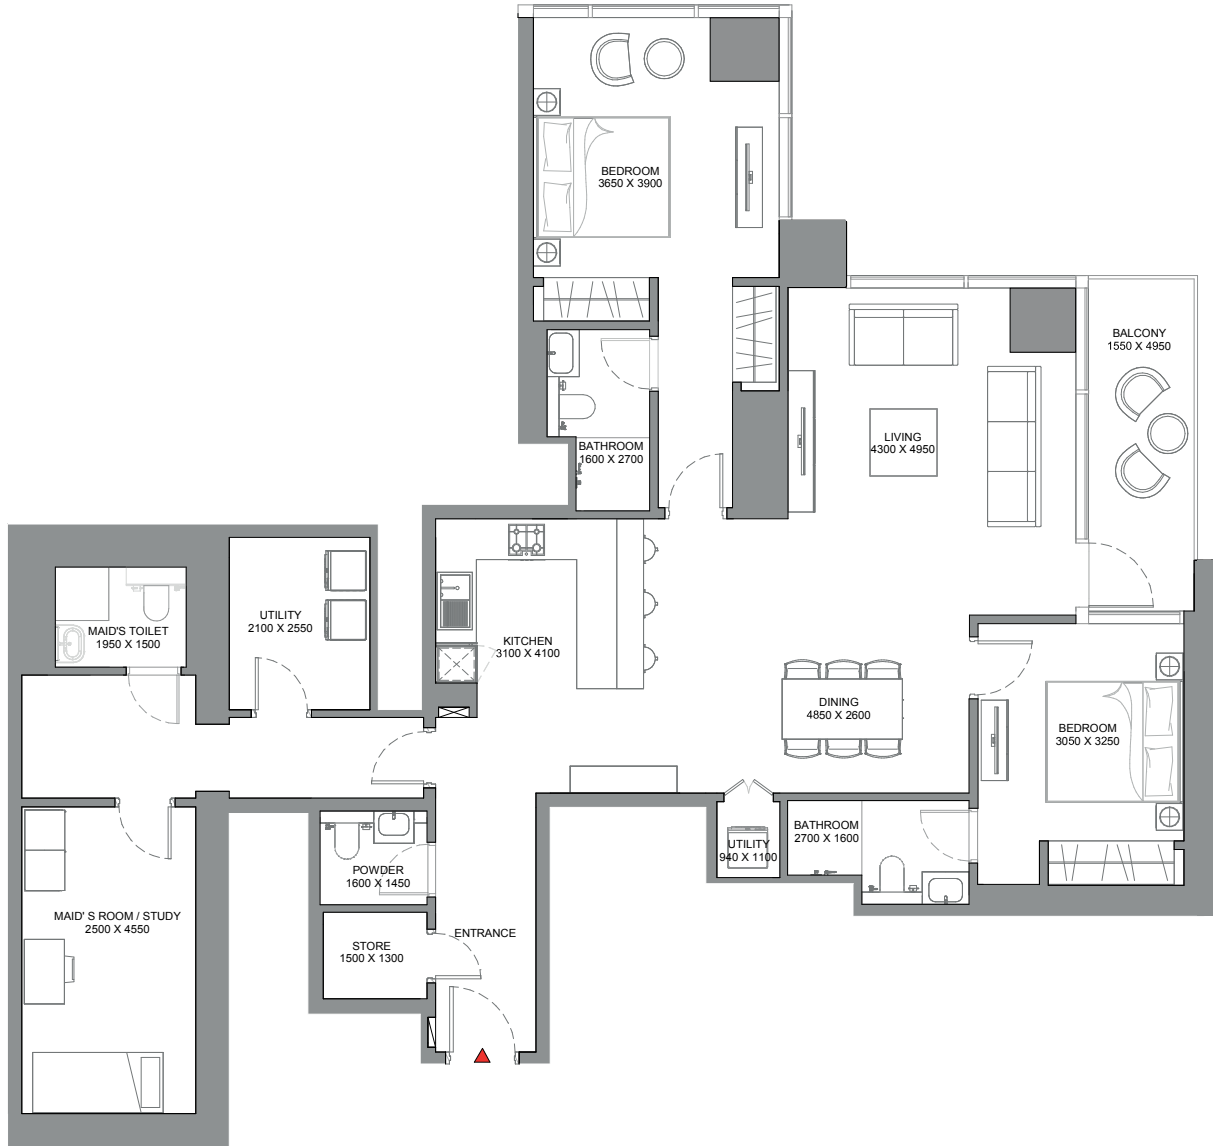 BEDROOM
3650 X 3900
BALCONY
1550 X 4950
LIVING
4300 X 4950
BATHROOM
1600 X 2700
UTILITY
2100 X 2550
MAID'S TOILET
1950 X 1500
KITCHEN
3100 X 4100
DINING
4850 X 2600
BEDROOM
3050 X 3250
BATHROOM
2700 X 1600
UTILITY
940 X 1100
POWDER
1600 X 1450
MAID' S ROOM / STUDY
2500 X 4550
ENTRANCE
STORE
1500 X 1300